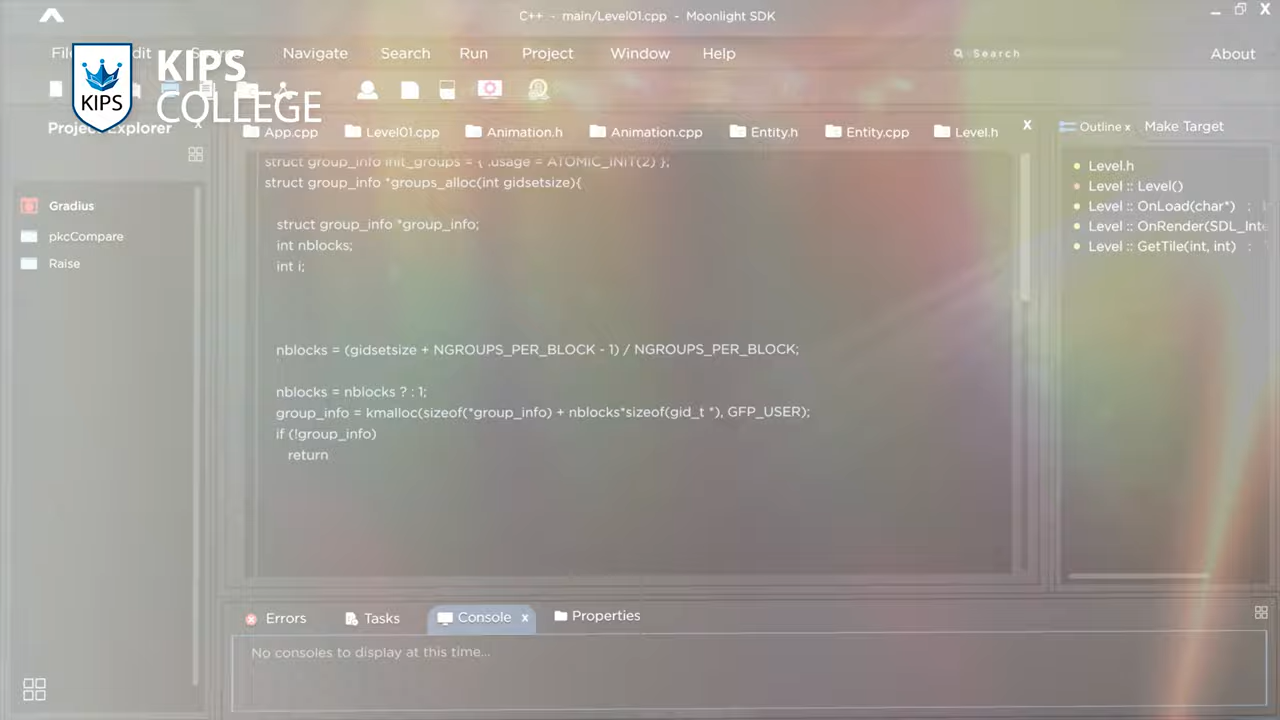 C++ - main/Level01.cpp - Moonlight SDK
Navigate Search Run Project Window Help
Search
About
KIPS
KIPS
COLLEGE
Project Explorer x
App.cpp Level01.cpp Animation.h Animation.cpp Entity.h Entity.cpp Level.h X
Outline x Make Target
Gradius
pkcCompare
Raise
struct group_info init_groups = { .usage = ATOMIC_INIT(2) };
struct group_info *groups_alloc(int gidsetsize){
struct group_info *group_info;
int nblocks;
int i;
nblocks = (gidsetsize + NGROUPS_PER_BLOCK - 1) / NGROUPS_PER_BLOCK;
nblocks = nblocks ? : 1;
group_info = kmalloc(sizeof(*group_info) + nblocks*sizeof(gid_t *), GFP_USER);
if (!group_info)
return
Level.h
Level :: Level()
Level :: OnLoad(char*) :
Level :: OnRender(SDL_Inte
Level :: GetTile(int, int) :
Errors Tasks Console x Properties
No consoles to display at this time...